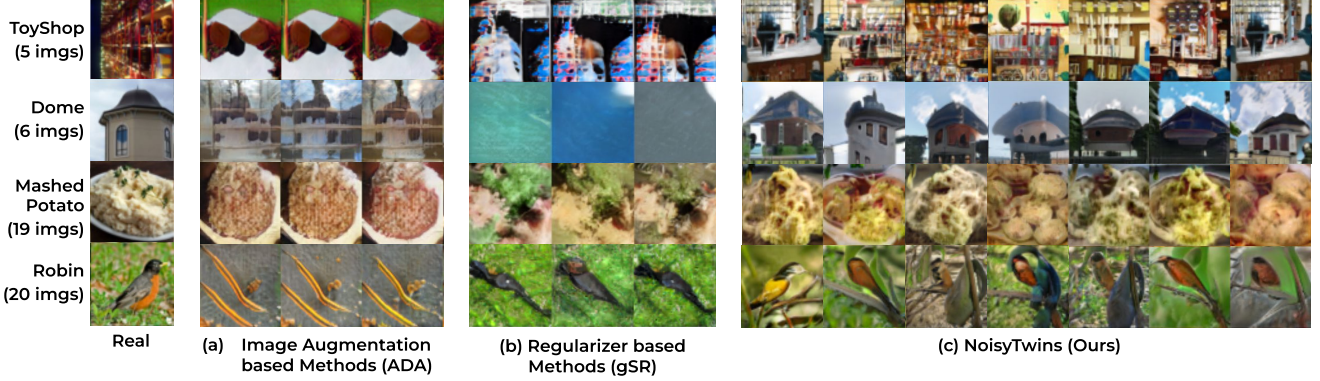 ToyShop
(5 imgs)
Dome
(6 imgs)
Mashed
Potato
(19 imgs)
Robin
(20 imgs)
Real
(a) Image Augmentation
based Methods (ADA)
(b) Regularizer based
Methods (gSR)
(c) NoisyTwins (Ours)